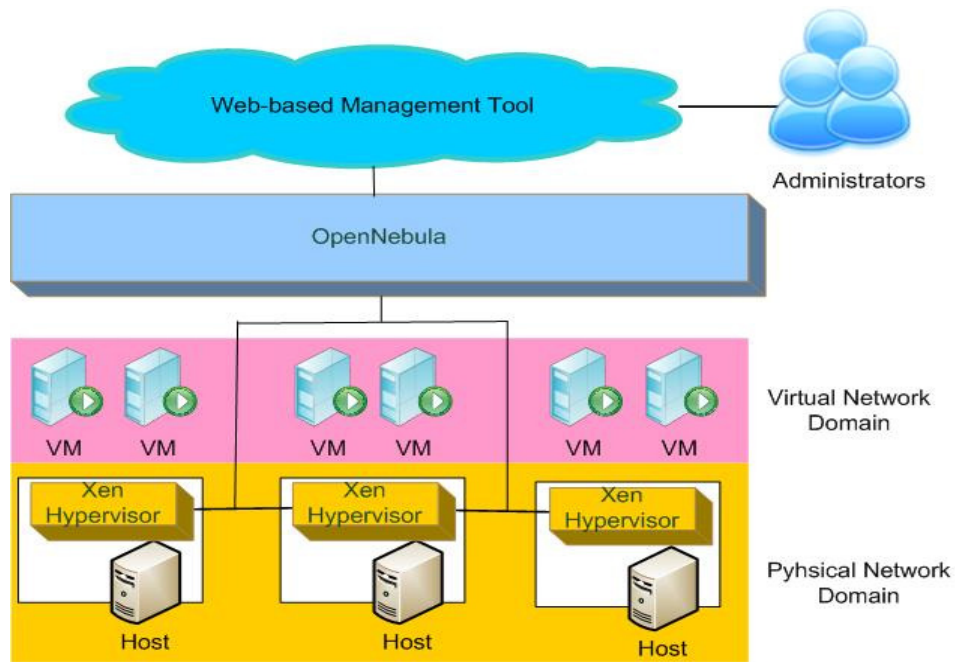 Web-based Management Tool
Administrators
OpenNebula
VM VM VM VM VM VM
Virtual Network
Domain
Xen
Hypervisor
Xen
Hypervisor
Xen
Hypervisor
Pyhsical Network
Domain
Host
Host
Host